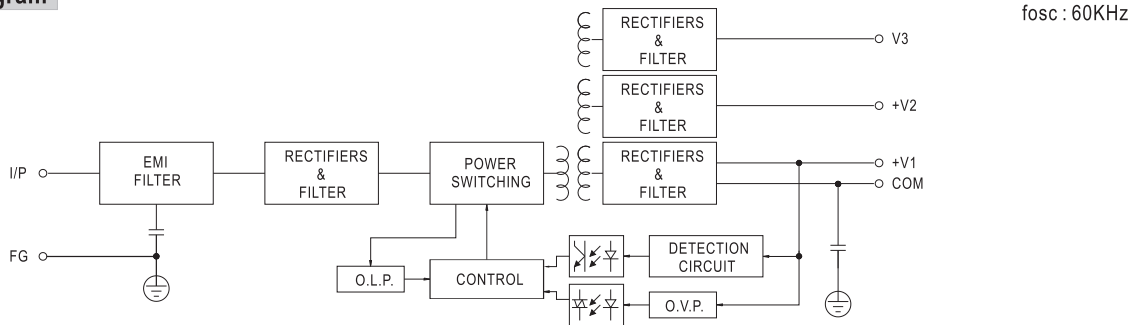 fosc : 60KHz
RECTIFIERS
&
FILTER
V3
RECTIFIERS
&
FILTER
+V2
I/P
EMI
FILTER
RECTIFIERS
&
FILTER
POWER
SWITCHING
RECTIFIERS
&
FILTER
+V1
COM
FG
O.L.P.
CONTROL
DETECTION
CIRCUIT
O.V.P.